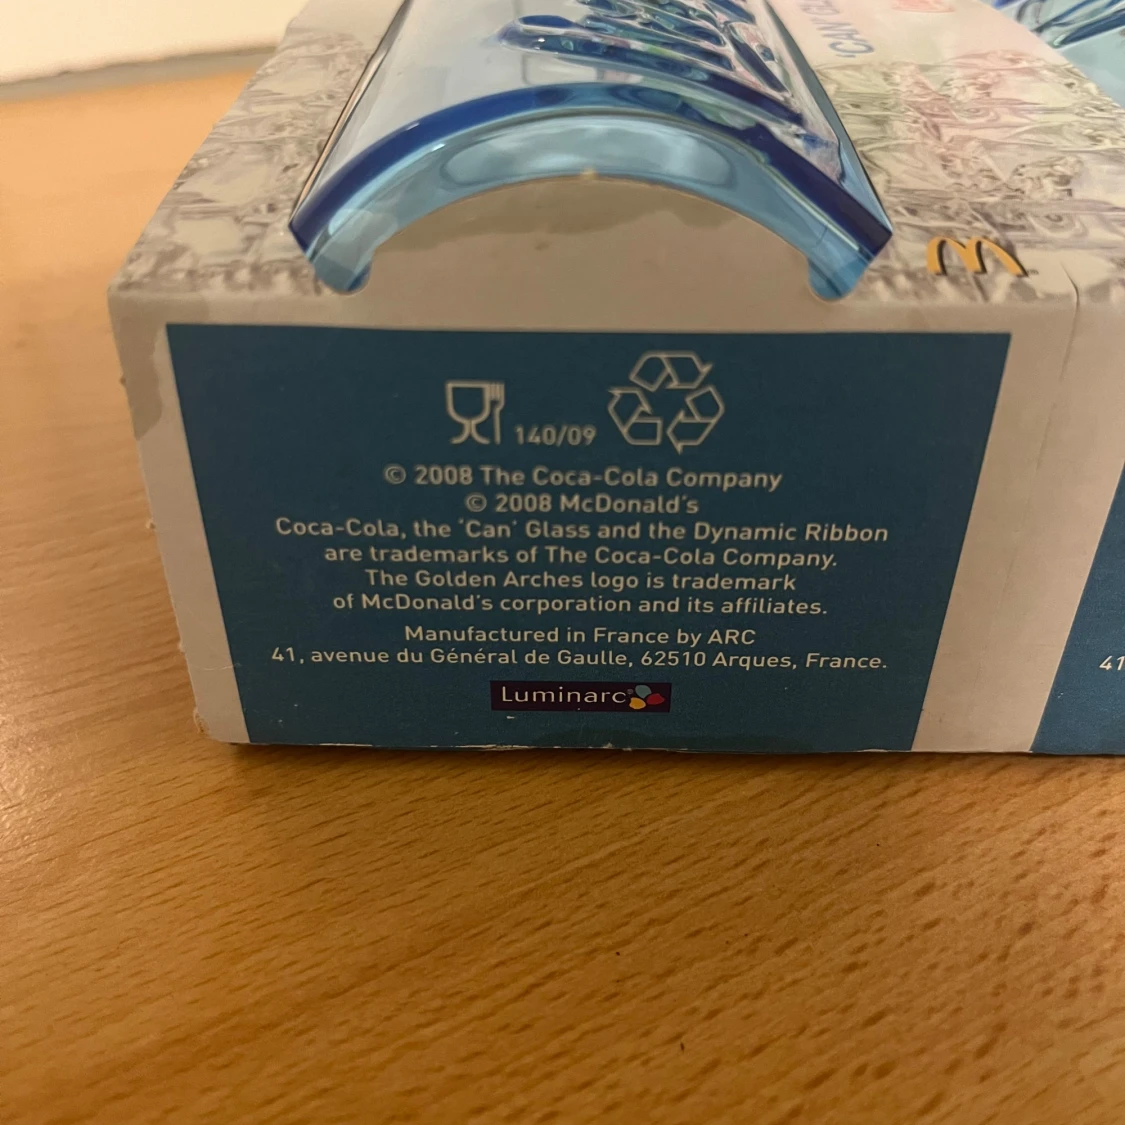 140/09
© 2008 The Coca-Cola Company
© 2008 McDonald's
Coca-Cola, the 'Can' Glass and the Dynamic Ribbon
are trademarks of The Coca-Cola Company.
The Golden Arches logo is trademark
of McDonald's corporation and its affiliates.
Manufactured in France by ARC
41, avenue du Général de Gaulle, 62510 Arques, France.
Luminarc®
41